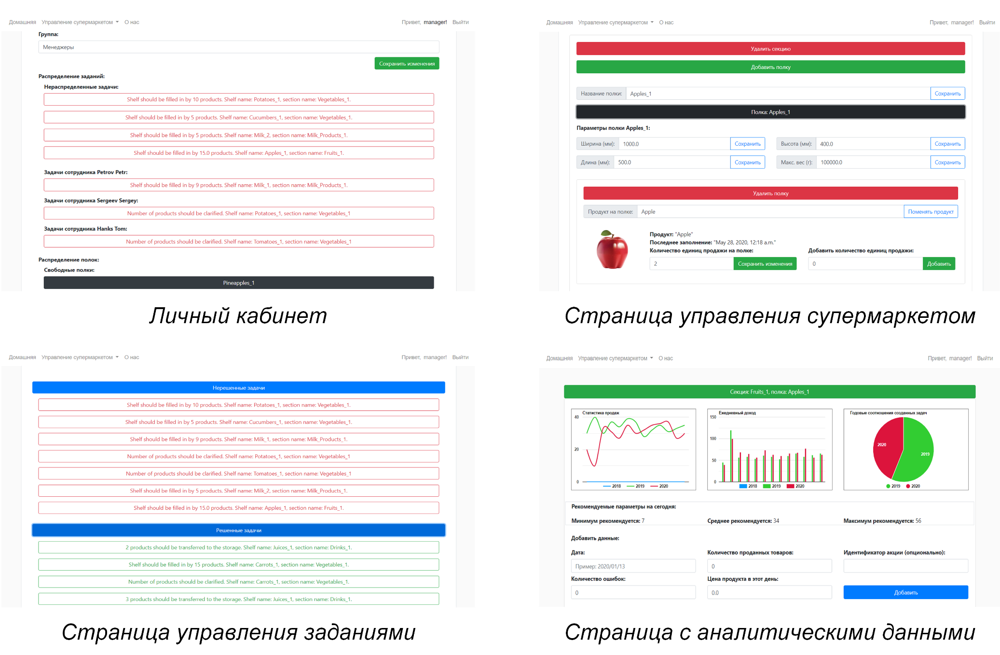 Домашняя Управление супермаркетом О нас Привет, manager! Выйти
Группа:
Менеджеры
Сохранить изменения
Распределение заданий:
Нераспределенные задачи:
Shelf should be filled in by 10 products. Shelf name: Potatoes_1, section name: Vegetables_1.
Shelf should be filled in by 5 products. Shelf name: Cucumbers_1, section name: Vegetables_1.
Shelf should be filled in by 5 products. Shelf name: Milk_2, section name: Milk_Products_1.
Shelf should be filled in by 15.0 products. Shelf name: Apples_1, section name: Fruits_1.
Задачи сотрудника Petrov Petr:
Shelf should be filled in by 9 products. Shelf name: Milk_1, section name: Milk_Products_1.
Задачи сотрудника Sergeev Sergey:
Number of products should be clarified. Shelf name: Potatoes_1, section name: Vegetables_1
Задачи сотрудника Hanks Tom:
Number of products should be clarified. Shelf name: Tomatoes_1, section name: Vegetables_1
Распределение полок:
Свободные полки:
Pineapples_1
Личный кабинет
Домашняя Управление супермаркетом О нас Привет, manager! Выйти
Удалить секцию
Добавить полку
Название полки: Apples_1 Сохранить
Полка: Apples_1
Параметры полки Apples_1:
Ширина (мм): 1000.0 Сохранить Высота (мм): 400.0 Сохранить
Длина (мм): 500.0 Сохранить Макс. вес (г): 100000.0 Сохранить
Удалить полку
Продукт на полке: Apple Поменять продукт
Продукт: "Apple"
Последнее заполнение: "May 28, 2020, 12:18 a.m."
Количество единиц продажи на полке: Добавить количество единиц продажи:
2 Сохранить изменения 0 Добавить
Страница управления супермаркетом
Домашняя Управление супермаркетом О нас Привет, manager! Выйти
Нерешенные задачи
Shelf should be filled in by 10 products. Shelf name: Potatoes_1, section name: Vegetables_1.
Shelf should be filled in by 5 products. Shelf name: Cucumbers_1, section name: Vegetables_1.
Shelf should be filled in by 9 products. Shelf name: Milk_1, section name: Milk_Products_1.
Number of products should be clarified. Shelf name: Potatoes_1, section name: Vegetables_1
Number of products should be clarified. Shelf name: Tomatoes_1, section name: Vegetables_1
Shelf should be filled in by 5 products. Shelf name: Milk_2, section name: Milk_Products_1.
Shelf should be filled in by 15.0 products. Shelf name: Apples_1, section name: Fruits_1.
Решенные задачи
2 products should be transferred to the storage. Shelf name: Juices_1, section name: Drinks_1.
Shelf should be filled in by 15 products. Shelf name: Carrots_1, section name: Vegetables_1.
Number of products should be clarified. Shelf name: Carrots_1, section name: Vegetables_1.
3 products should be transferred to the storage. Shelf name: Juices_1, section name: Drinks_1.
Страница управления заданиями
Домашняя Управление супермаркетом О нас Привет, manager! Выйти
Секция: Fruits_1, полка: Apples_1
Статистика продаж
40
20
0
2018 2019 2020
Ежедневный доход
150
100
50
0
2018 2019 2020
Годовые соотношения созданных задач
2020
2019
2019 2020
Рекомендуемые параметры на сегодня:
Минимум рекомендуется: 7 Среднее рекомендуется: 34 Максимум рекомендуется: 56
Добавить данные:
Дата: Количество проданных товаров: Идентификатор акции (опционально):
Пример: 2020/01/13 0
Количество ошибок: Цена продукта в этот день:
0 0.0 Добавить
Страница с аналитическими данными